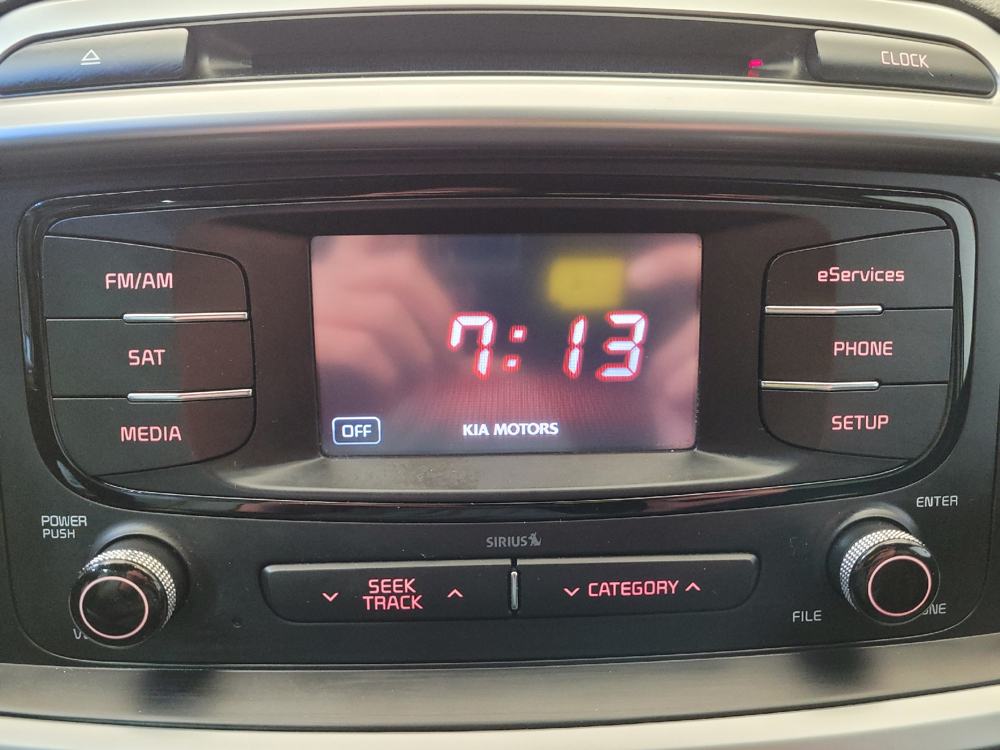 CLOCK
FM/AM
SAT
MEDIA
7:13
OFF
KIA MOTORS
eServices
PHONE
SETUP
POWER
PUSH
SIRIUS
SEEK
TRACK
CATEGORY
ENTER
FILE